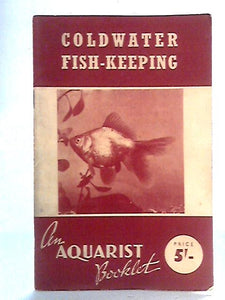 COLDWATER
FISH-KEEPING
An
AQUARIST
Booklet
PRICE
5/-